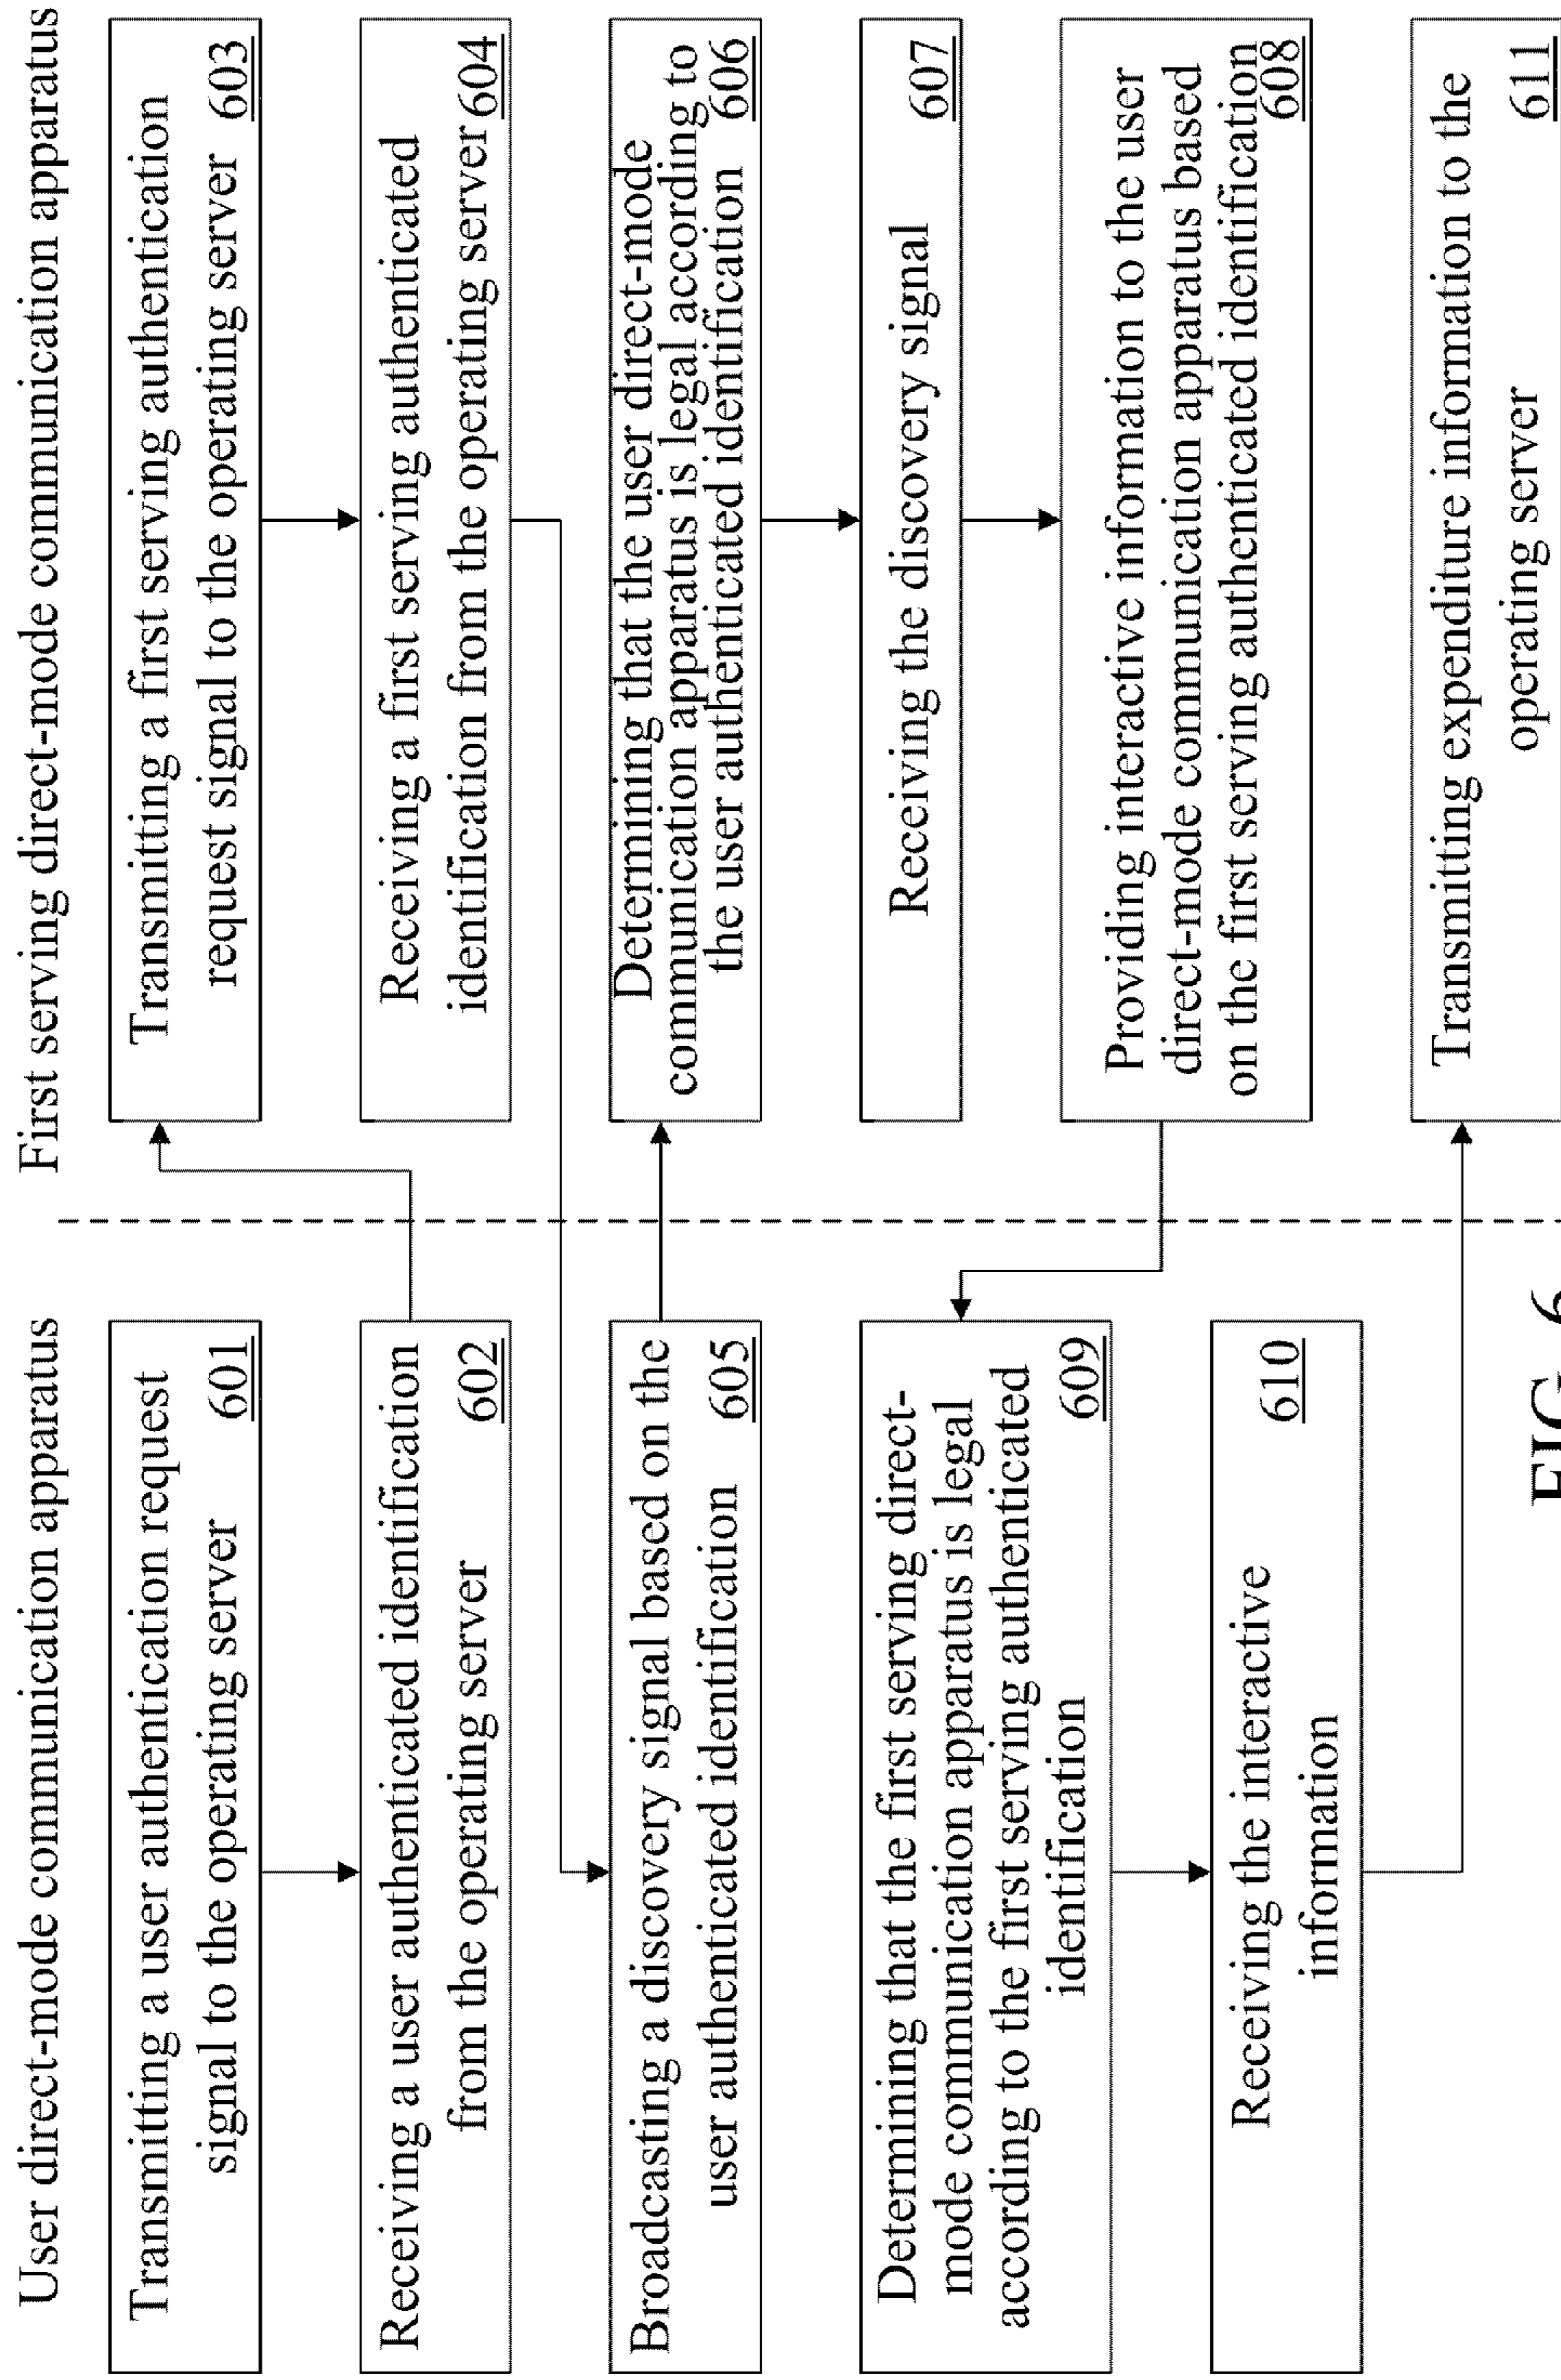 User direct-mode communication apparatus
First serving direct-mode communication apparatus
Transmitting a user authentication request
signal to the operating server
601
Receiving a user authenticated identification
from the operating server
602
Transmitting a first serving authentication
request signal to the operating server
603
Receiving a first serving authenticated
identification from the operating server
604
Broadcasting a discovery signal based on the
user authenticated identification
605
Determining that the user direct-mode
communication apparatus is legal according to
the user authenticated identification
606
Receiving the discovery signal
607
Providing interactive information to the user
direct-mode communication apparatus based
on the first serving authenticated identification
608
Determining that the first serving direct-
mode communication apparatus is legal
according to the first serving authenticated
identification
609
Receiving the interactive
information
610
Transmitting expenditure information to the
operating server
611
FIG. 6